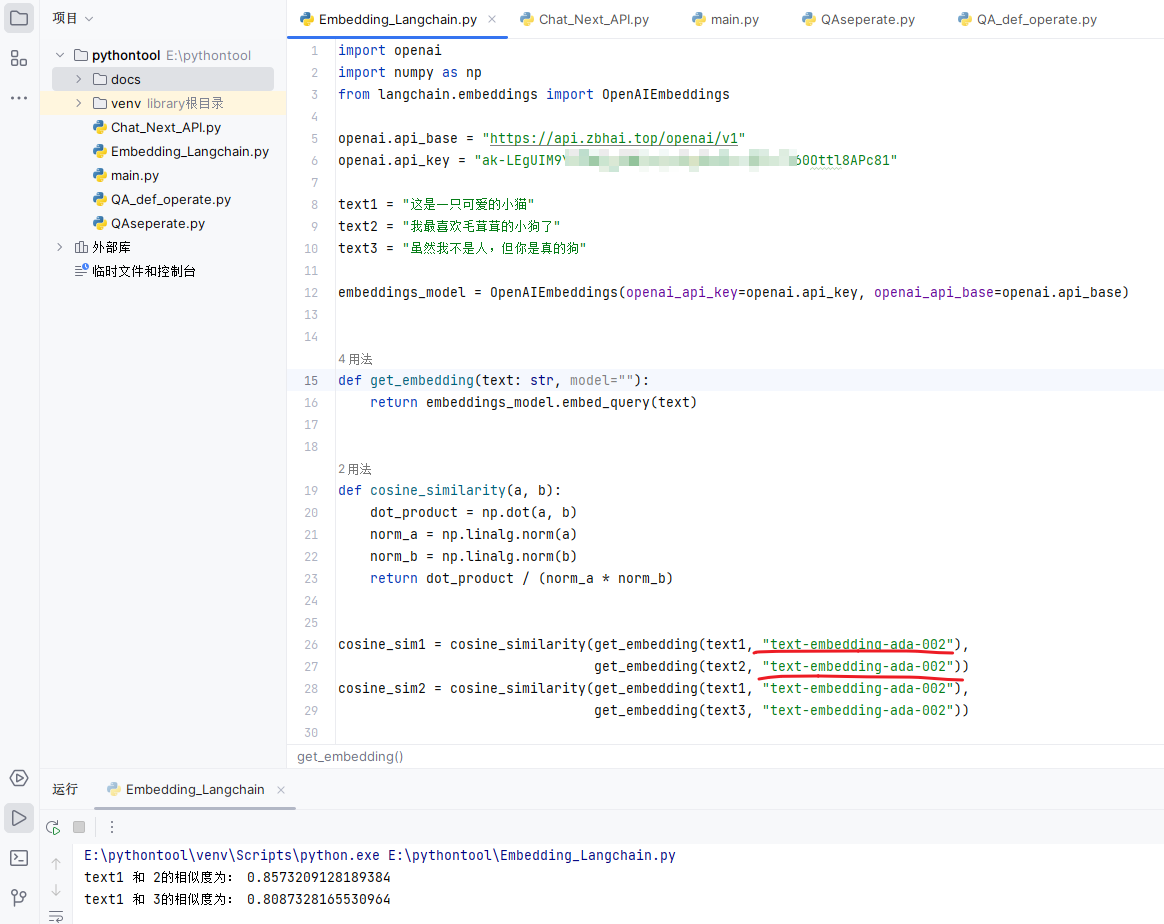 项目
Embedding_Langchain.py
Chat_Next_API.py
main.py
QAseperate.py
QA_def_operate.py
pythontool E:\pythontool
docs
venv library根目录
Chat_Next_API.py
Embedding_Langchain.py
main.py
QA_def_operate.py
QAseperate.py
外部库
临时文件和控制台
1 import openai
2 import numpy as np
3 from langchain.embeddings import OpenAIEmbeddings
4
5 openai.api_base = "https://api.zbhai.top/openai/v1"
6 openai.api_key = "ak-LEgUIM9 ttl8APc81"
7
8 text1 = "这是一只可爱的小猫"
9 text2 = "我最喜欢毛茸茸的小狗了"
10 text3 = "虽然我不是人，但你是真的狗"
11
12 embeddings_model = OpenAIEmbeddings(openai_api_key=openai.api_key, openai_api_base=openai.api_base)
13
14
4 用法
15 def get_embedding(text: str, model=""):
16 return embeddings_model.embed_query(text)
17
18
2 用法
19 def cosine_similarity(a, b):
20 dot_product = np.dot(a, b)
21 norm_a = np.linalg.norm(a)
22 norm_b = np.linalg.norm(b)
23 return dot_product / (norm_a * norm_b)
24
25
26 cosine_sim1 = cosine_similarity(get_embedding(text1, "text-embedding-ada-002"),
27 get_embedding(text2, "text-embedding-ada-002"))
28 cosine_sim2 = cosine_similarity(get_embedding(text1, "text-embedding-ada-002"),
29 get_embedding(text3, "text-embedding-ada-002"))
30
get_embedding()
运行
Embedding_Langchain
E:\pythontool\venv\Scripts\python.exe E:\pythontool\Embedding_Langchain.py
text1 和 2的相似度为： 0.8573209128189384
text1 和 3的相似度为： 0.8087328165530964